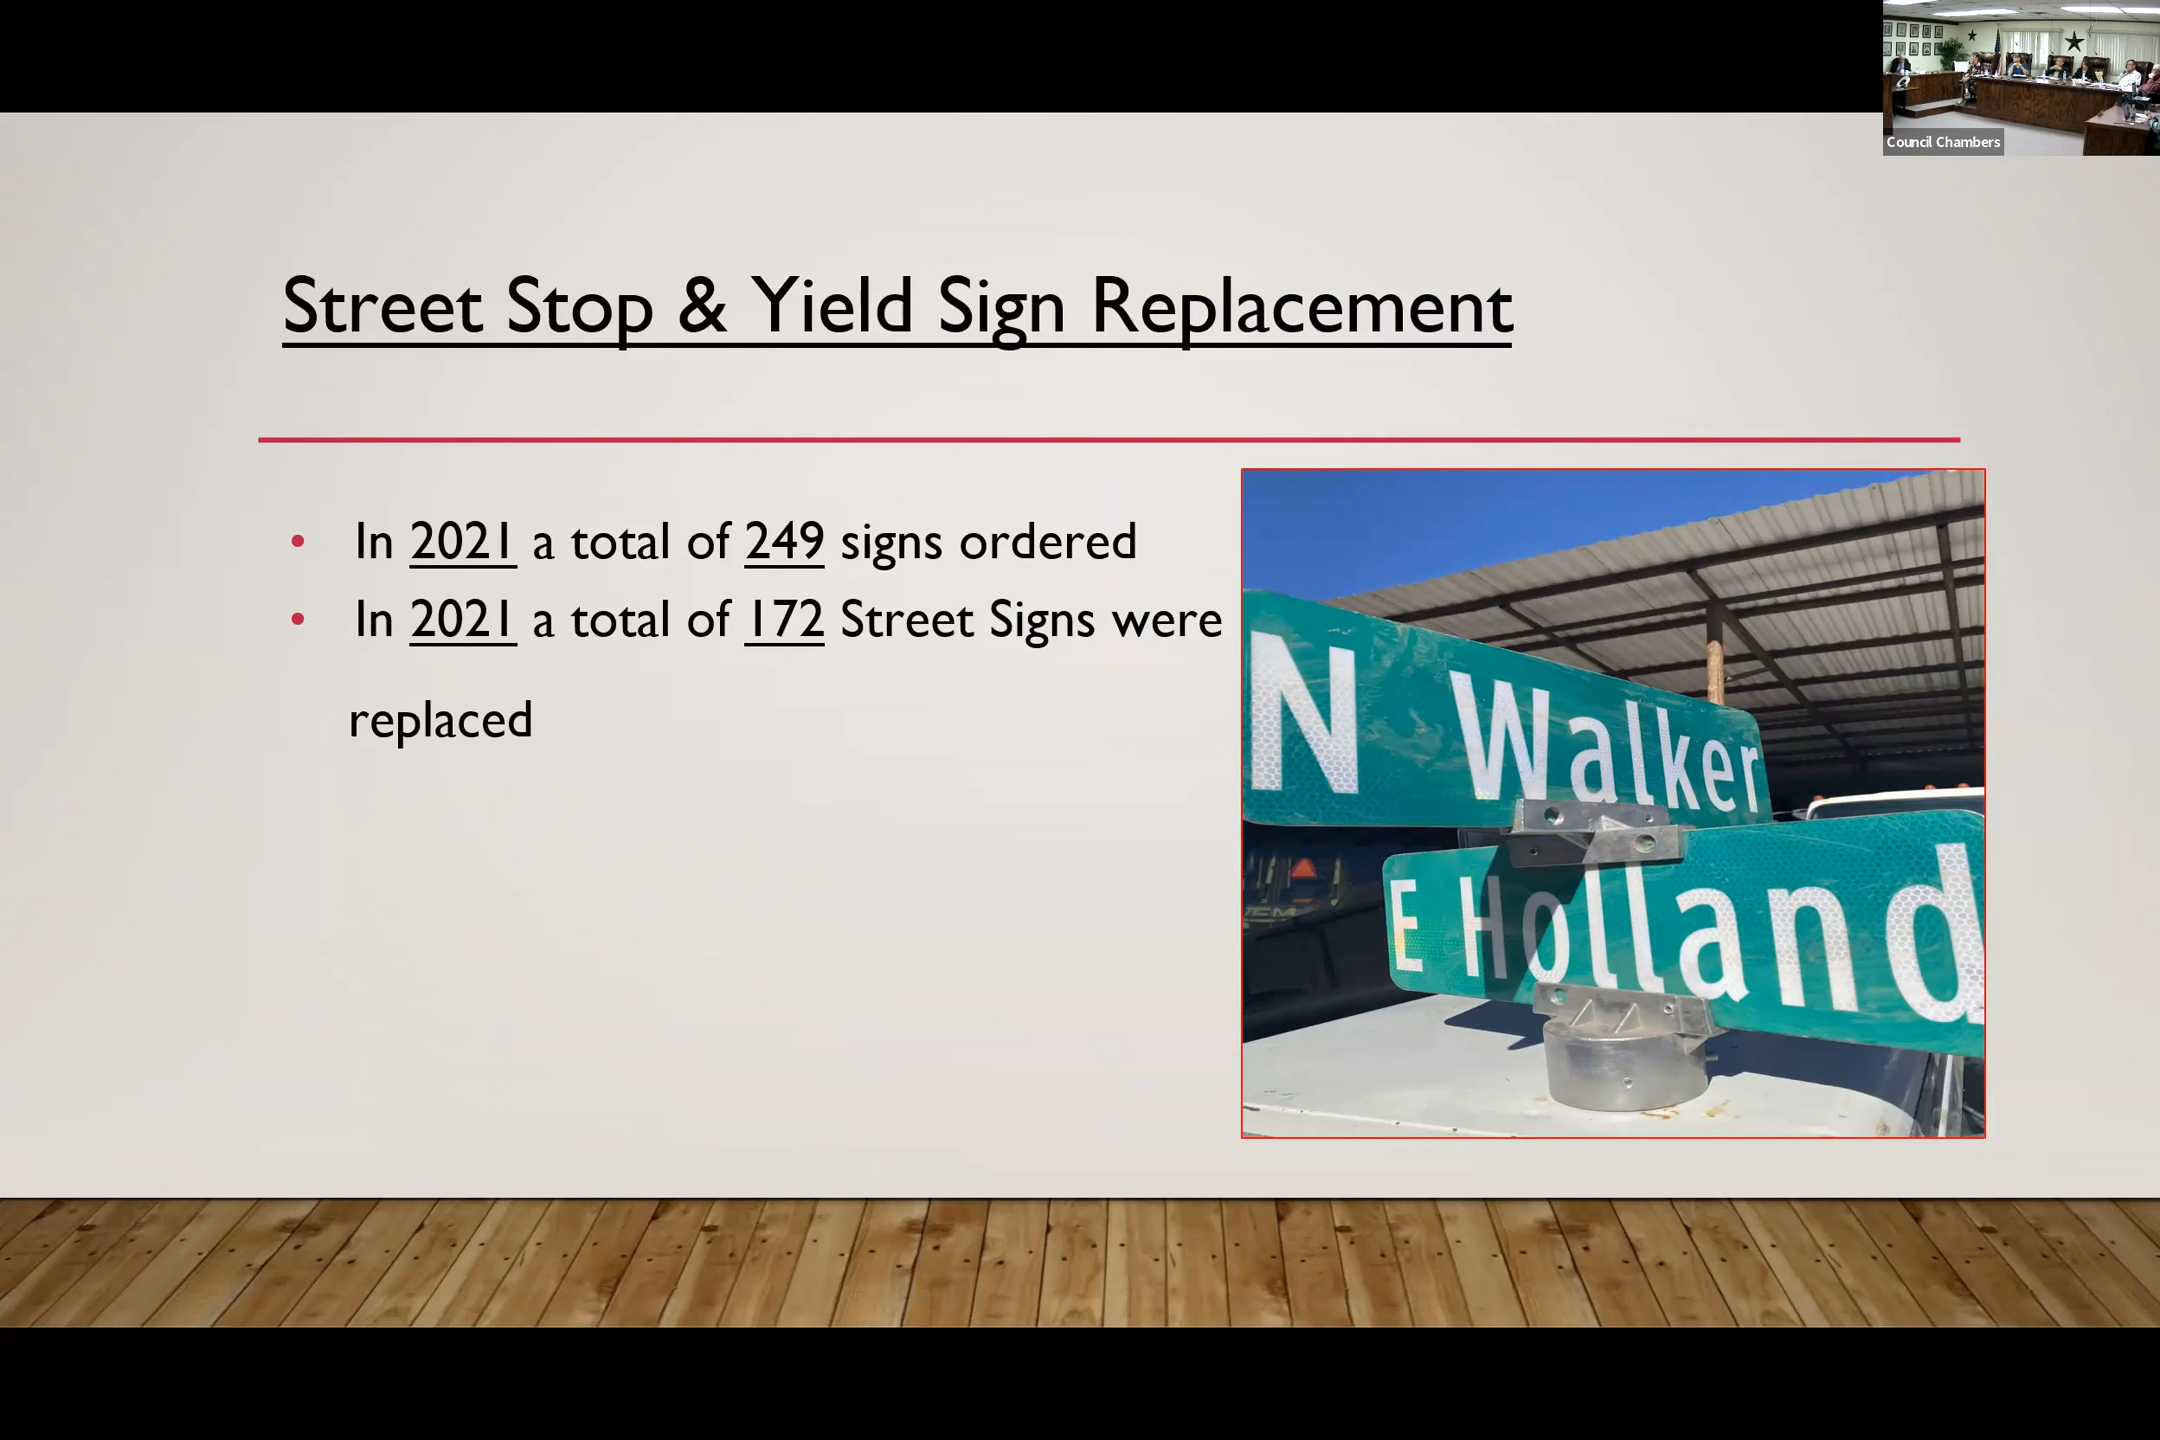 Council Chambers
Street Stop & Yield Sign Replacement
• In 2021 a total of 249 signs ordered
• In 2021 a total of 172 Street Signs were
replaced
N Walker
E Holland